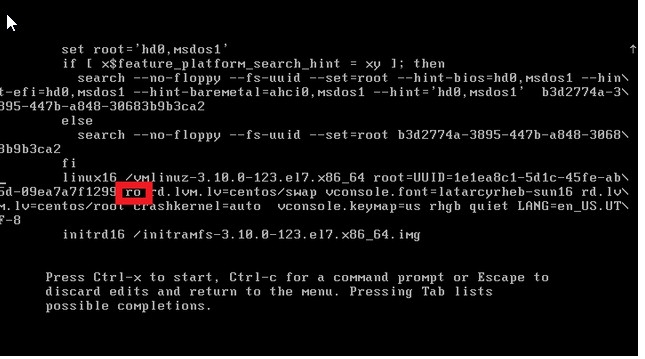 set root='hd0,msdos1'
if [ x$feature_platform_search_hint = xy ]; then
search --no-floppy --fs-uuid --set=root --hint-bios=hd0,msdos1 --hin\
t-efi=hd0,msdos1 --hint-baremetal=ahci0,msdos1 --hint='hd0,msdos1'  b3d2774a-3\
895-447b-a848-30683b9b3ca2
else
search --no-floppy --fs-uuid --set=root b3d2774a-3895-447b-a848-3068\
3b9b3ca2
fi
linux16 /vmlinuz-3.10.0-123.el7.x86_64 root=UUID=1e1ea8c1-5d1c-45fe-ab\
5d-09ea7a7f1299 ro rd.lvm.lv=centos/swap vconsole.font=latarcyrheb-sun16 rd.lv\
m.lv=centos/root crashkernel=auto  vconsole.keymap=us rhgb quiet LANG=en_US.UT\
F-8
initrd16 /initramfs-3.10.0-123.el7.x86_64.img
Press Ctrl-x to start, Ctrl-c for a command prompt or Escape to
discard edits and return to the menu. Pressing Tab lists
possible completions.